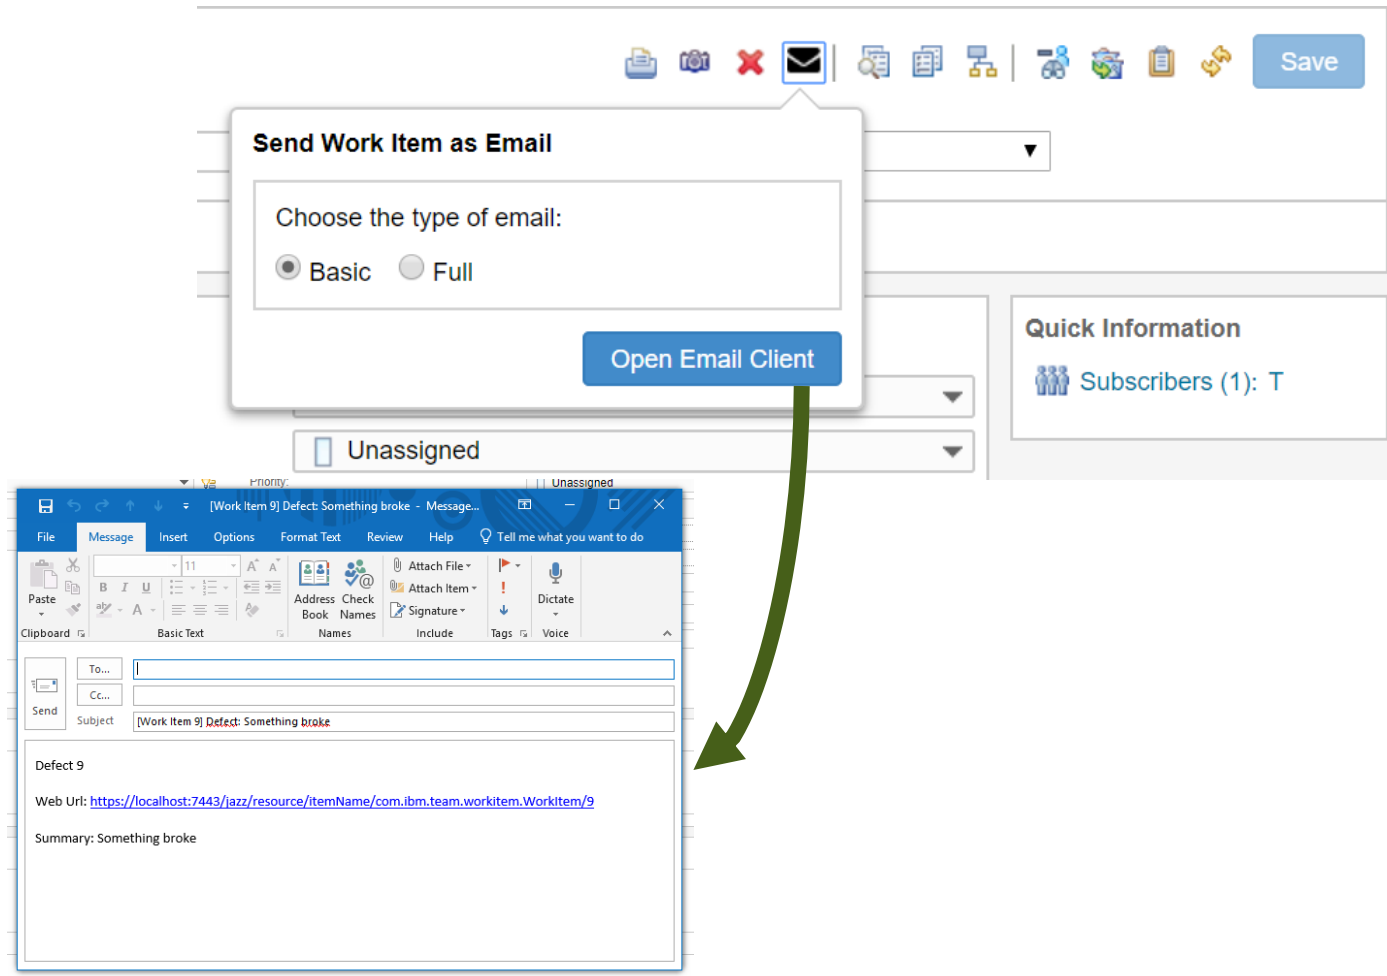 Save
Send Work Item as Email
Choose the type of email:
Basic Full
Open Email Client
Quick Information
Subscribers (1): T
Unassigned
Priority: Unassigned
[Work Item 9] Defect: Something broke - Message...
File Message Insert Options Format Text Review Help Tell me what you want to do
Paste
Clipboard
11
B I U
A A
aby A
Basic Text
Address Book
Check Names
Names
Attach File
Attach Item
Signature
Include
Tags
Dictate
Voice
Send
To...
Cc...
Subject [Work Item 9] Defect: Something broke
Defect 9
Web Url: https://localhost:7443/jazz/resource/itemName/com.ibm.team.workitem.WorkItem/9
Summary: Something broke